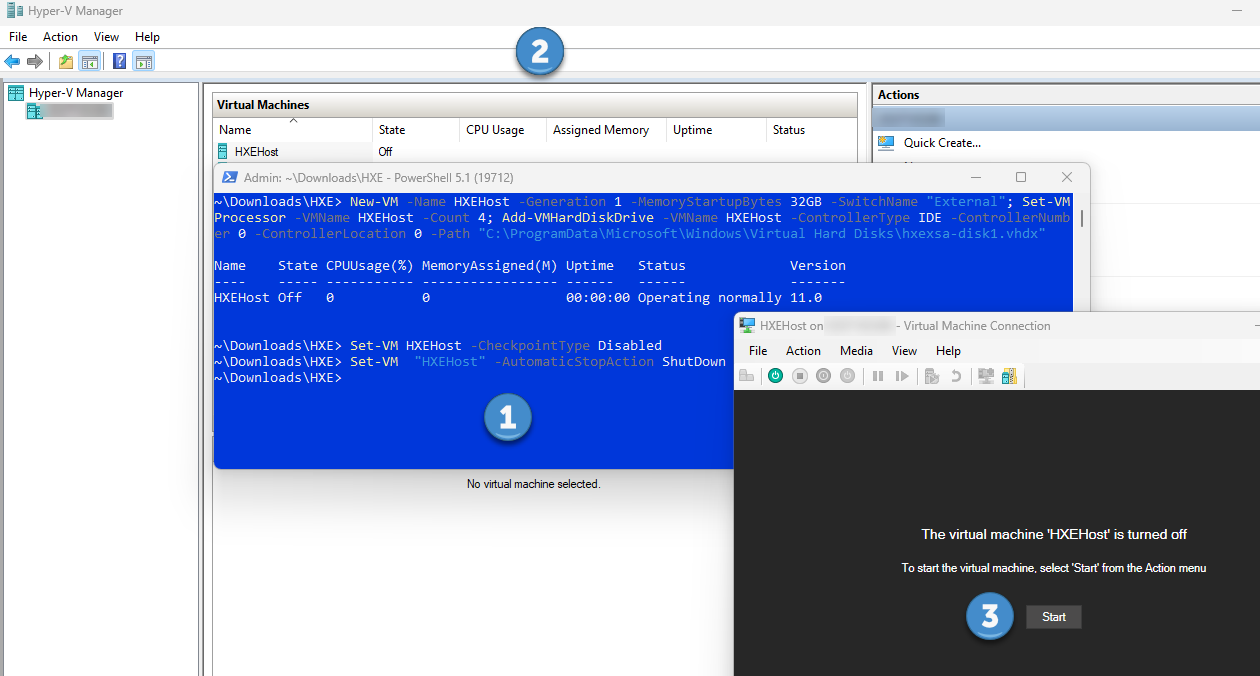 Hyper-V Manager
File Action View Help
2
Hyper-V Manager
Virtual Machines
Name State CPU Usage Assigned Memory Uptime Status
HXEHost Off
Actions
Quick Create...
Admin: ~\Downloads\HXE - PowerShell 5.1 (19712)
~\Downloads\HXE> New-VM -Name HXEHost -Generation 1 -MemoryStartupBytes 32GB -SwitchName "External"; Set-VM
Processor -VMName HXEHost -Count 4; Add-VMHardDiskDrive -VMName HXEHost -ControllerType IDE -ControllerNumb
er 0 -ControllerLocation 0 -Path "C:\ProgramData\Microsoft\Windows\Virtual Hard Disks\hxexsa-disk1.vhdx"
Name State CPUUsage(%) MemoryAssigned(M) Uptime Status Version
---- ----- ----------- ----------------- ------ ------ -------
HXEHost Off 0 0 00:00:00 Operating normally 11.0
~\Downloads\HXE> Set-VM HXEHost -CheckpointType Disabled
~\Downloads\HXE> Set-VM "HXEHost" -AutomaticStopAction ShutDown
~\Downloads\HXE>
1
No virtual machine selected.
HXEHost on - Virtual Machine Connection
File Action Media View Help
The virtual machine 'HXEHost' is turned off
To start the virtual machine, select 'Start' from the Action menu
3
Start